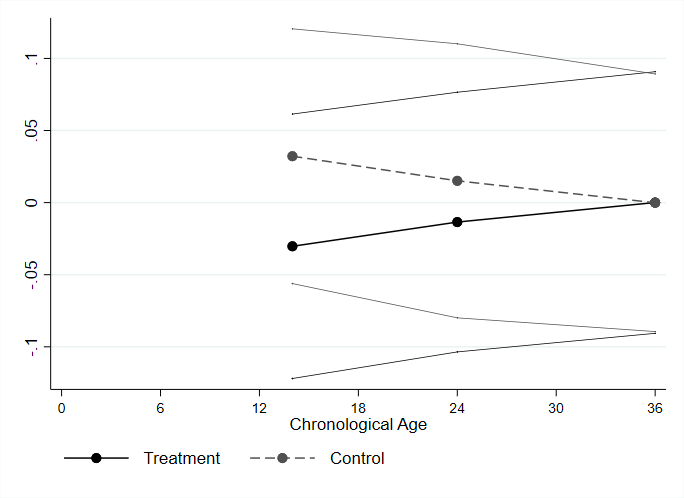 .1
.05
0
-.05
-.1
0 6 12 18 24 30 36
Chronological Age
Treatment Control